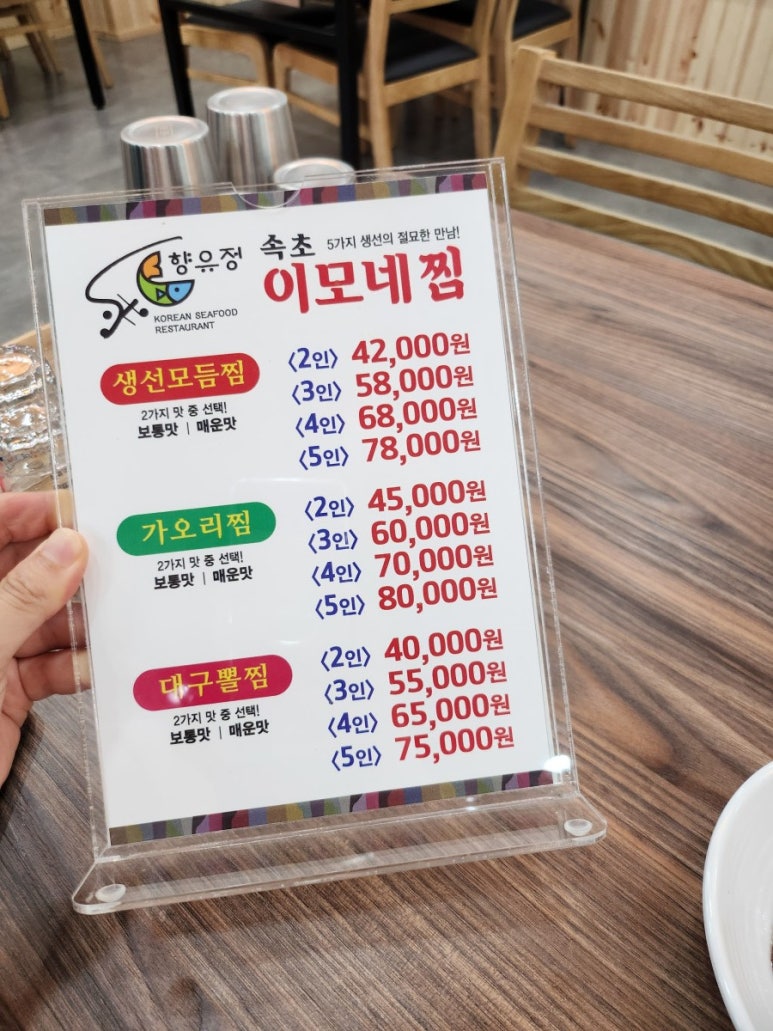 향유정
KOREAN SEAFOOD
RESTAURANT
속초 5가지 생선의 절묘한 만남!
이모네찜
생선모듬찜
2가지 맛 중 선택!
보통맛 | 매운맛
〈2인〉 42,000원
〈3인〉 58,000원
〈4인〉 68,000원
〈5인〉 78,000원
가오리찜
2가지 맛 중 선택!
보통맛 | 매운맛
〈2인〉 45,000원
〈3인〉 60,000원
〈4인〉 70,000원
〈5인〉 80,000원
대구뽈찜
2가지 맛 중 선택!
보통맛 | 매운맛
〈2인〉 40,000원
〈3인〉 55,000원
〈4인〉 65,000원
〈5인〉 75,000원